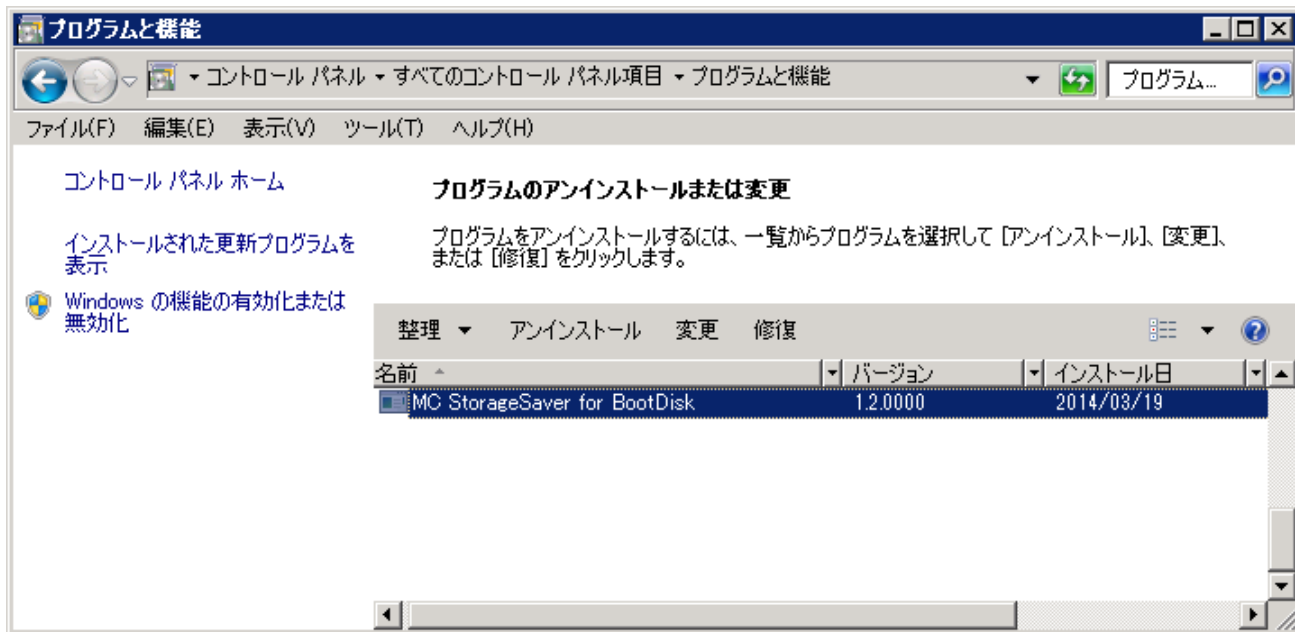 プログラムと機能
コントロール パネル すべてのコントロール パネル項目 プログラムと機能 プログラム...
ファイル(F) 編集(E) 表示(V) ツール(T) ヘルプ(H)
コントロール パネル ホーム
インストールされた更新プログラムを
表示
Windows の機能の有効化または
無効化
プログラムのアンインストールまたは変更
プログラムをアンインストールするには、一覧からプログラムを選択して [アンインストール]、[変更]、
または [修復] をクリックします。
整理 アンインストール 変更 修復
名前 バージョン インストール日
MC StorageSaver for BootDisk 1.2.0000 2014/03/19